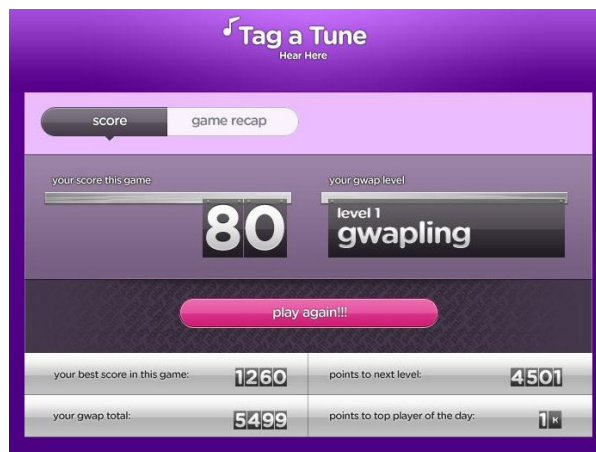 Tag a Tune
Hear Here
score
game recap
your score this game
80
your gwap level
level 1
gwapling
play again!!!
your best score in this game: 1260
points to next level: 4501
your gwap total: 5499
points to top player of the day: 1 K